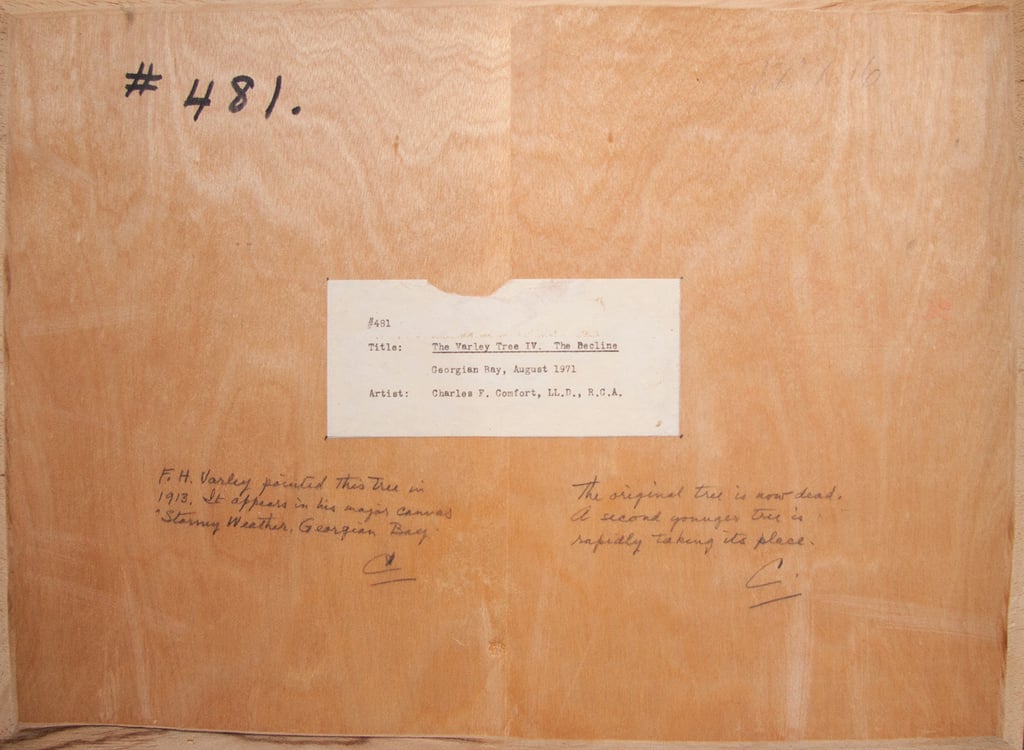 # 481.
#481
Title: The Varley Tree IV. The Decline
Georgian Bay, August 1971
Artist: Charles F. Comfort, LL.D., R.C.A.
F. H. Varley painted this tree in
1913. It appears in his major canvas
"Stormy Weather, Georgian Bay.
C
The original tree is now dead.
A second younger tree is
rapidly taking its place.
C.